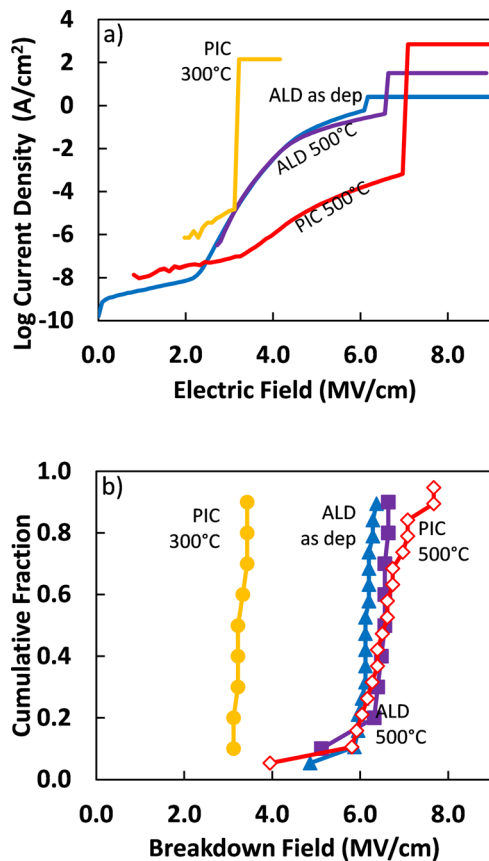 a)
Log Current Density (A/cm²)
4
2
0
-2
-4
-6
-8
-10
PIC
300°C
ALD as dep
ALD 500°C
PIC 500°C
0.0 2.0 4.0 6.0 8.0
Electric Field (MV/cm)
b)
Cumulative Fraction
1.0
0.8
0.6
0.4
0.2
0.0
PIC
300°C
ALD
as dep
PIC
500°C
ALD
500°C
0.0 2.0 4.0 6.0 8.0
Breakdown Field (MV/cm)